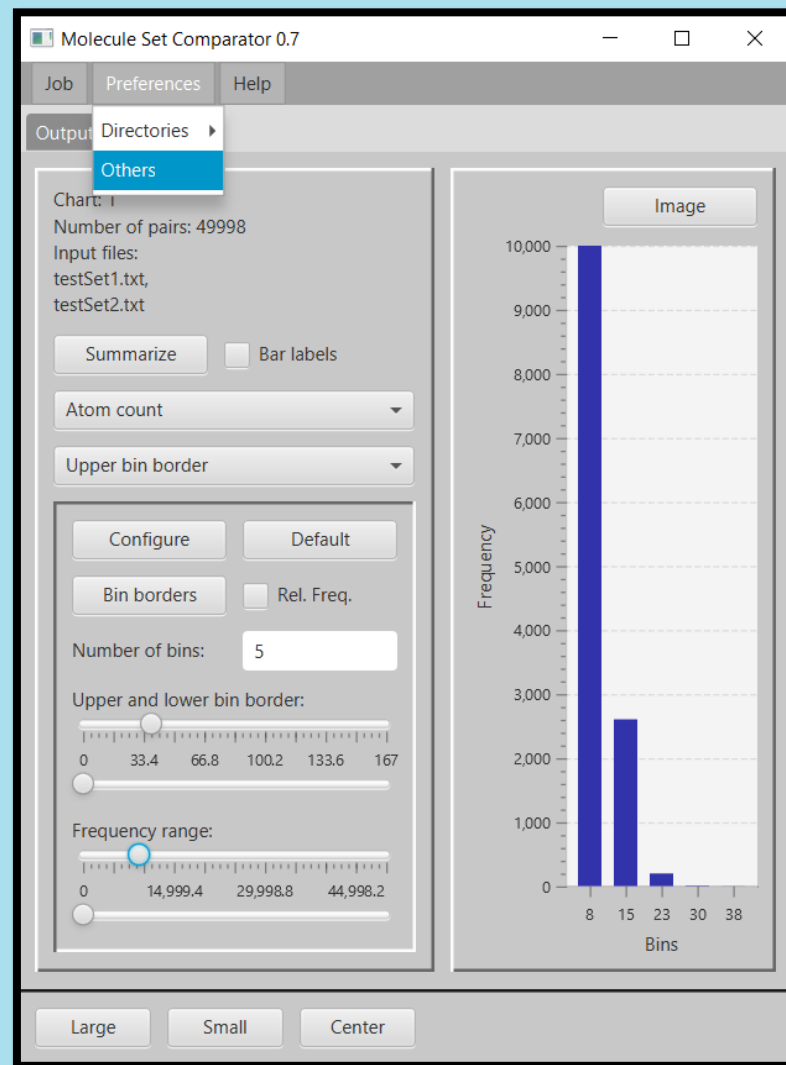 Molecule Set Comparator 0.7
Job Preferences Help
Output
Directories
Others
Chart: 1
Number of pairs: 49998
Input files:
testSet1.txt,
testSet2.txt
Summarize Bar labels
Atom count
Upper bin border
Configure Default
Bin borders Rel. Freq.
Number of bins: 5
Upper and lower bin border:
0 33.4 66.8 100.2 133.6 167
Frequency range:
0 14,999.4 29,998.8 44,998.2
Image
10,000
9,000
8,000
7,000
6,000
5,000
4,000
3,000
2,000
1,000
0
Frequency
8 15 23 30 38
Bins
Large Small Center